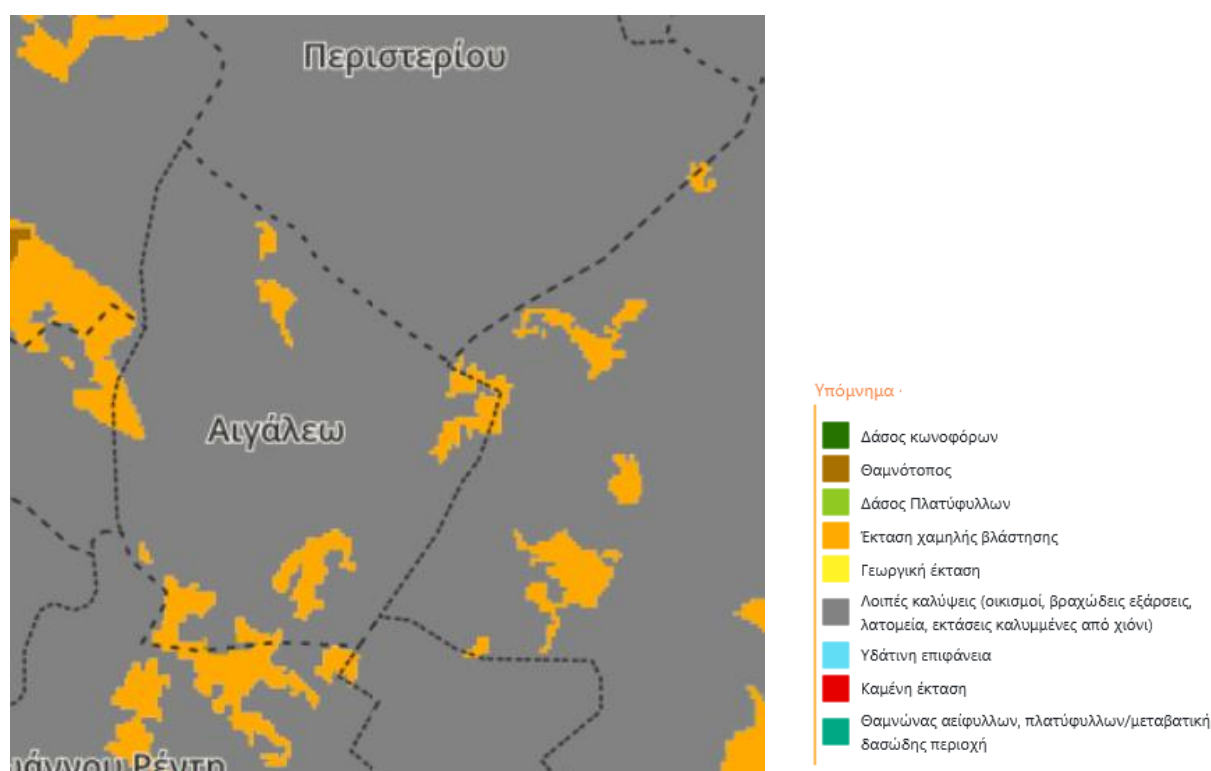 Περιστερίου
Αιγάλεω
Ρέντη
Υπόμνημα ·
Δάσος κωνοφόρων
Θαμνότοπος
Δάσος Πλατύφυλλων
Έκταση χαμηλής βλάστησης
Γεωργική έκταση
Λοιπές καλύψεις (οικισμοί, βραχώδεις εξάρσεις,
λατομεία, εκτάσεις καλυμμένες από χιόνι)
Υδάτινη επιφάνεια
Καμένη έκταση
Θαμνώνας αείφυλλων, πλατύφυλλων/μεταβατική
δασώδης περιοχή